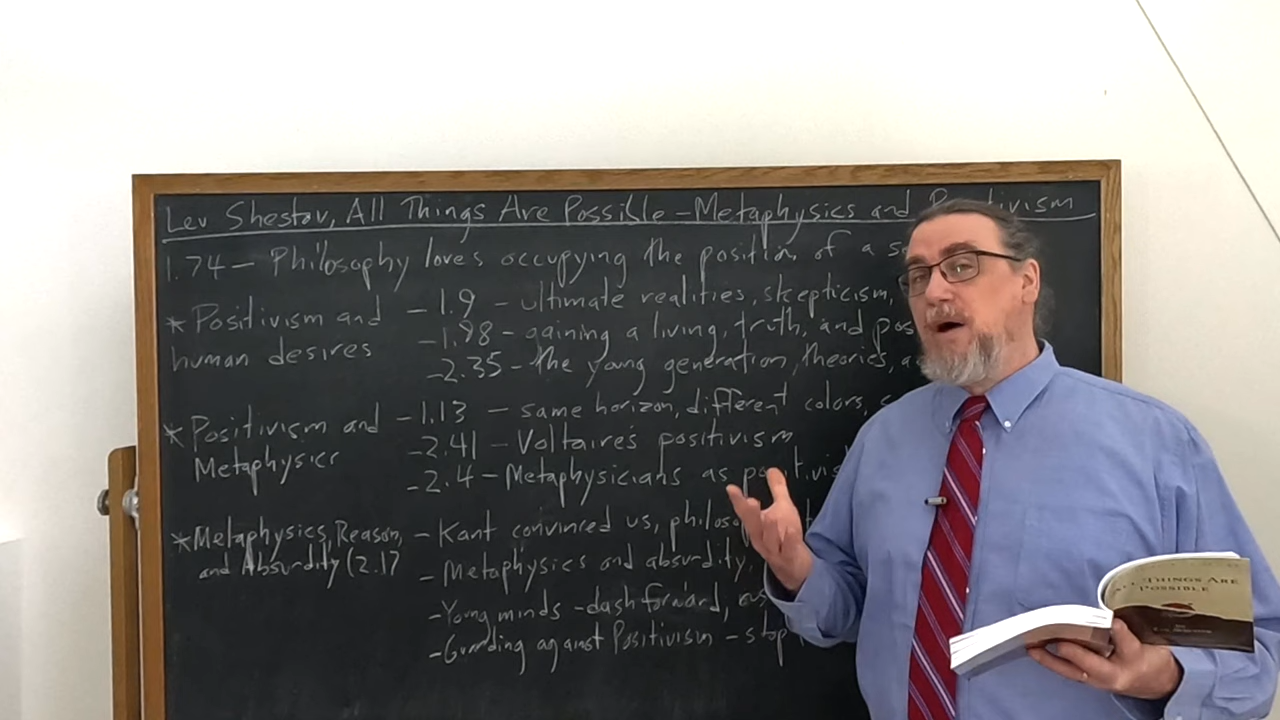 Lev Shestov, All Things Are Possible - Metaphysics and Positivism
1.74 - Philosophy loves occupying the position of a
* Positivism and human desires
- 1.9 - ultimate realities, skepticism,
- 1.98 - gaining a living, truth, and
- 2.35 - the young generation, theories,
* Positivism and Metaphysics
- 1.13 - same horizon, different colors,
- 2.41 - Voltaire's positivism
- 2.4 - Metaphysicians as
* Metaphysics, Reason, and Absurdity (2.17
- Kant convinced us,
- Metaphysics and absurdity,
- Young minds - dash forward,
- Guarding against Positivism - stop
ALL THINGS ARE
POSSIBLE
BY